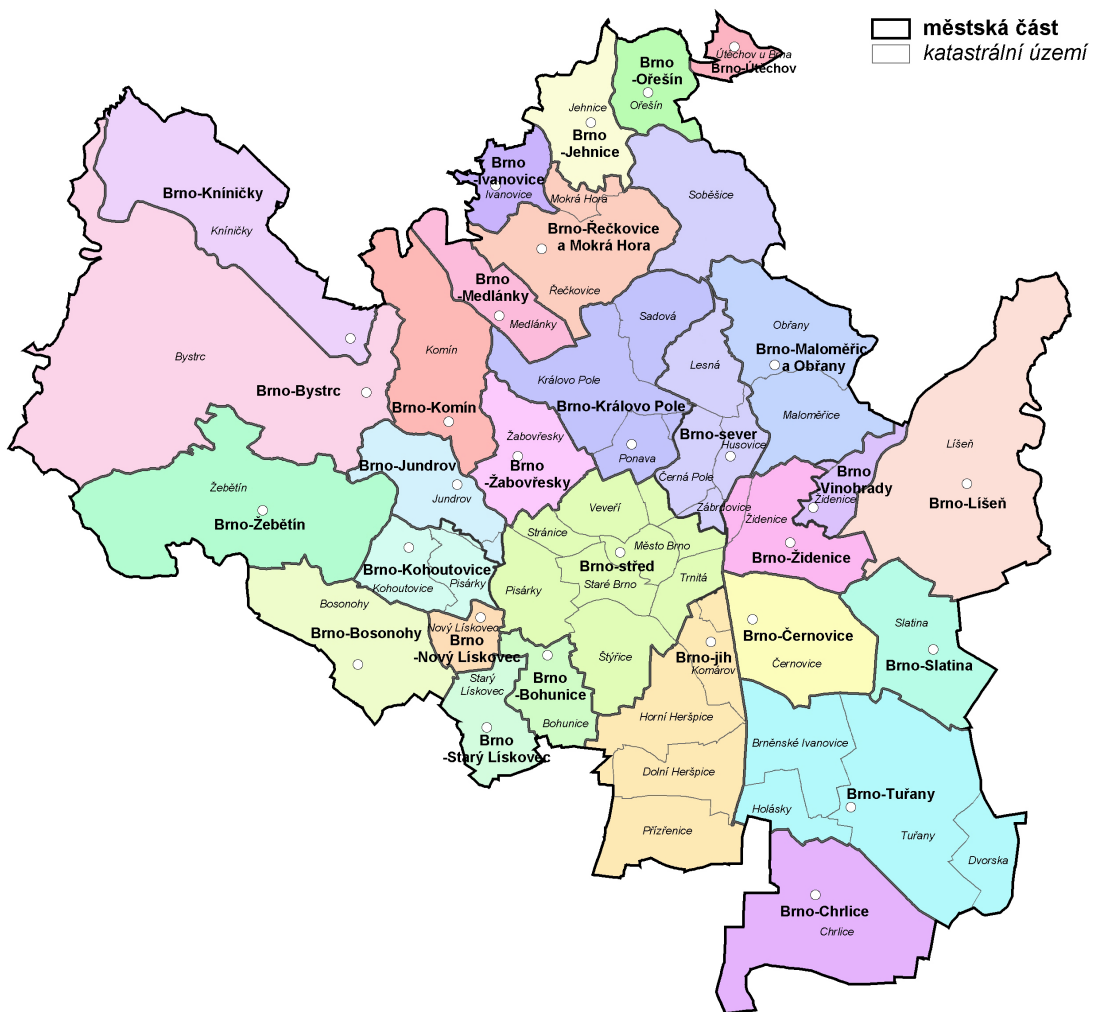 městská část
katastrální území
Útěchov u Brna
Brno-Útěchov
Brno
-Ořešín
Ořešín
Jehnice
Brno
-Jehnice
Brno
-Ivanovice
Ivanovice
Mokrá Hora
Brno-Řečkovice
a Mokrá Hora
Řečkovice
Soběšice
Brno-Kníničky
Kníničky
Brno
-Medlánky
Medlánky
Sadová
Obřany
Brno-Maloměřic
a Obřany
Maloměřice
Komín
Brno-Komín
Bystrc
Brno-Bystrc
Královo Pole
Brno-Královo Pole
Ponava
Lesná
Brno-sever
Husovice
Černá Pole
Zábrdovice
Žabovřesky
Brno
-Žabovřesky
Brno-Jundrov
Jundrov
Líšeň
Brno-Líšeň
Brno
-Vinohrady
Židenice
Židenice
Brno-Židenice
Žebětín
Brno-Žebětín
Veveří
Stránice
Město Brno
Brno-střed
Staré Brno
Trnitá
Pisárky
Štýřice
Brno-Kohoutovice
Kohoutovice
Pisárky
Bosonohy
Brno-Bosonohy
Nový Lískovec
Brno
-Nový Lískovec
Starý
Lískovec
Brno
-Starý Lískovec
Brno
-Bohunice
Bohunice
Brno-jih
Komárov
Horní Heršpice
Dolní Heršpice
Přízřenice
Brno-Černovice
Černovice
Slatina
Brno-Slatina
Brněnské Ivanovice
Brno-Tuřany
Holásky
Tuřany
Dvorska
Brno-Chrlice
Chrlice